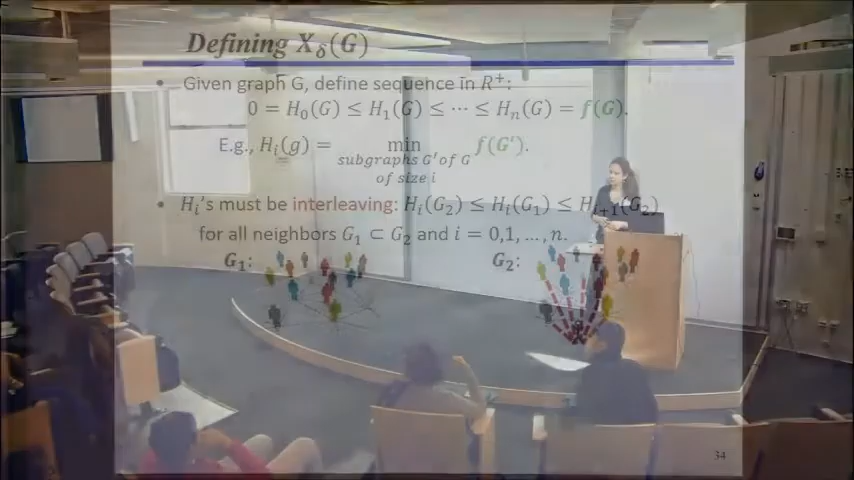 Defining X_δ(G)
• Given graph G, define sequence in R⁺:
0 = H₀(G) ≤ H₁(G) ≤ ⋯ ≤ Hₙ(G) = f(G).
E.g., Hᵢ(g) = min f(G′).
subgraphs G′of G
of size i
• Hᵢ's must be interleaving: Hᵢ(G₂) ≤ Hᵢ(G₁) ≤ Hᵢ₊₁(G₂)
for all neighbors G₁ ⊂ G₂ and i = 0,1, …, n.
G₁: G₂:
34